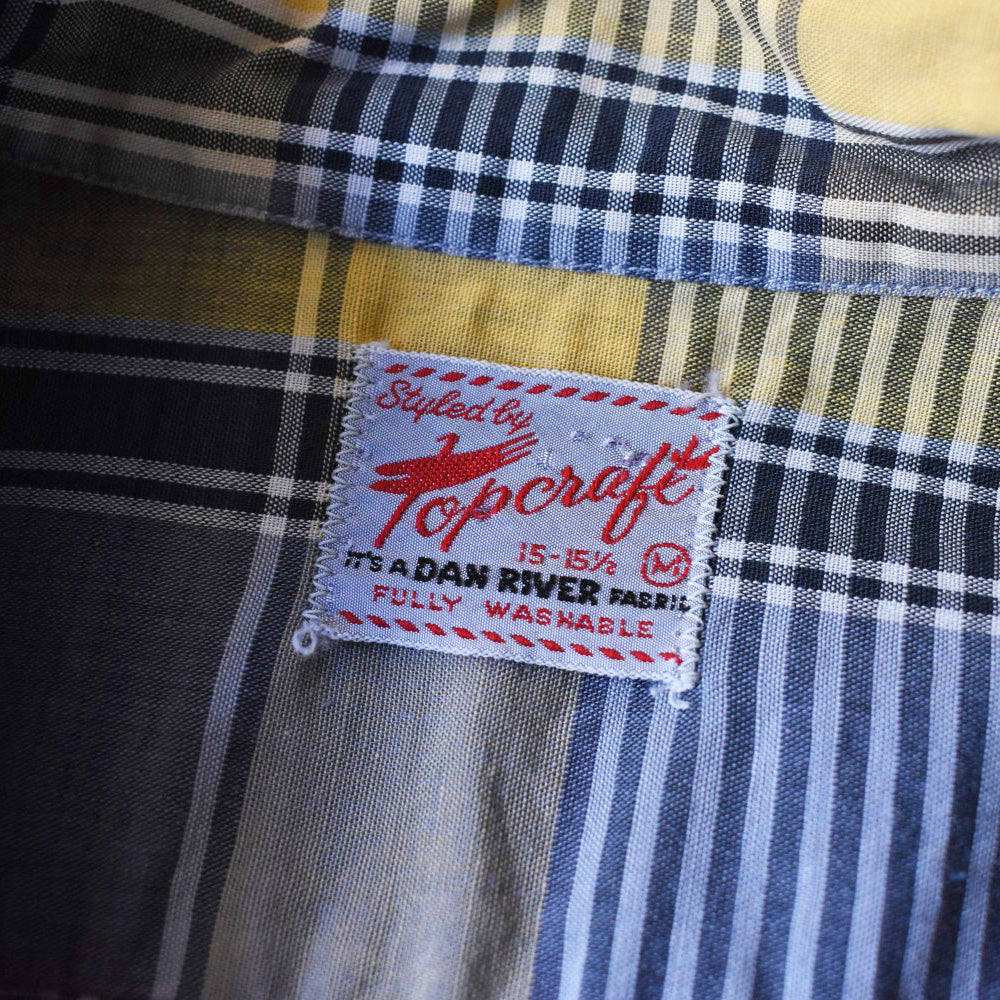 Styled by
Topcraft
15-15½ M
IT'S A DAN RIVER FABRIC
FULLY WASHABLE